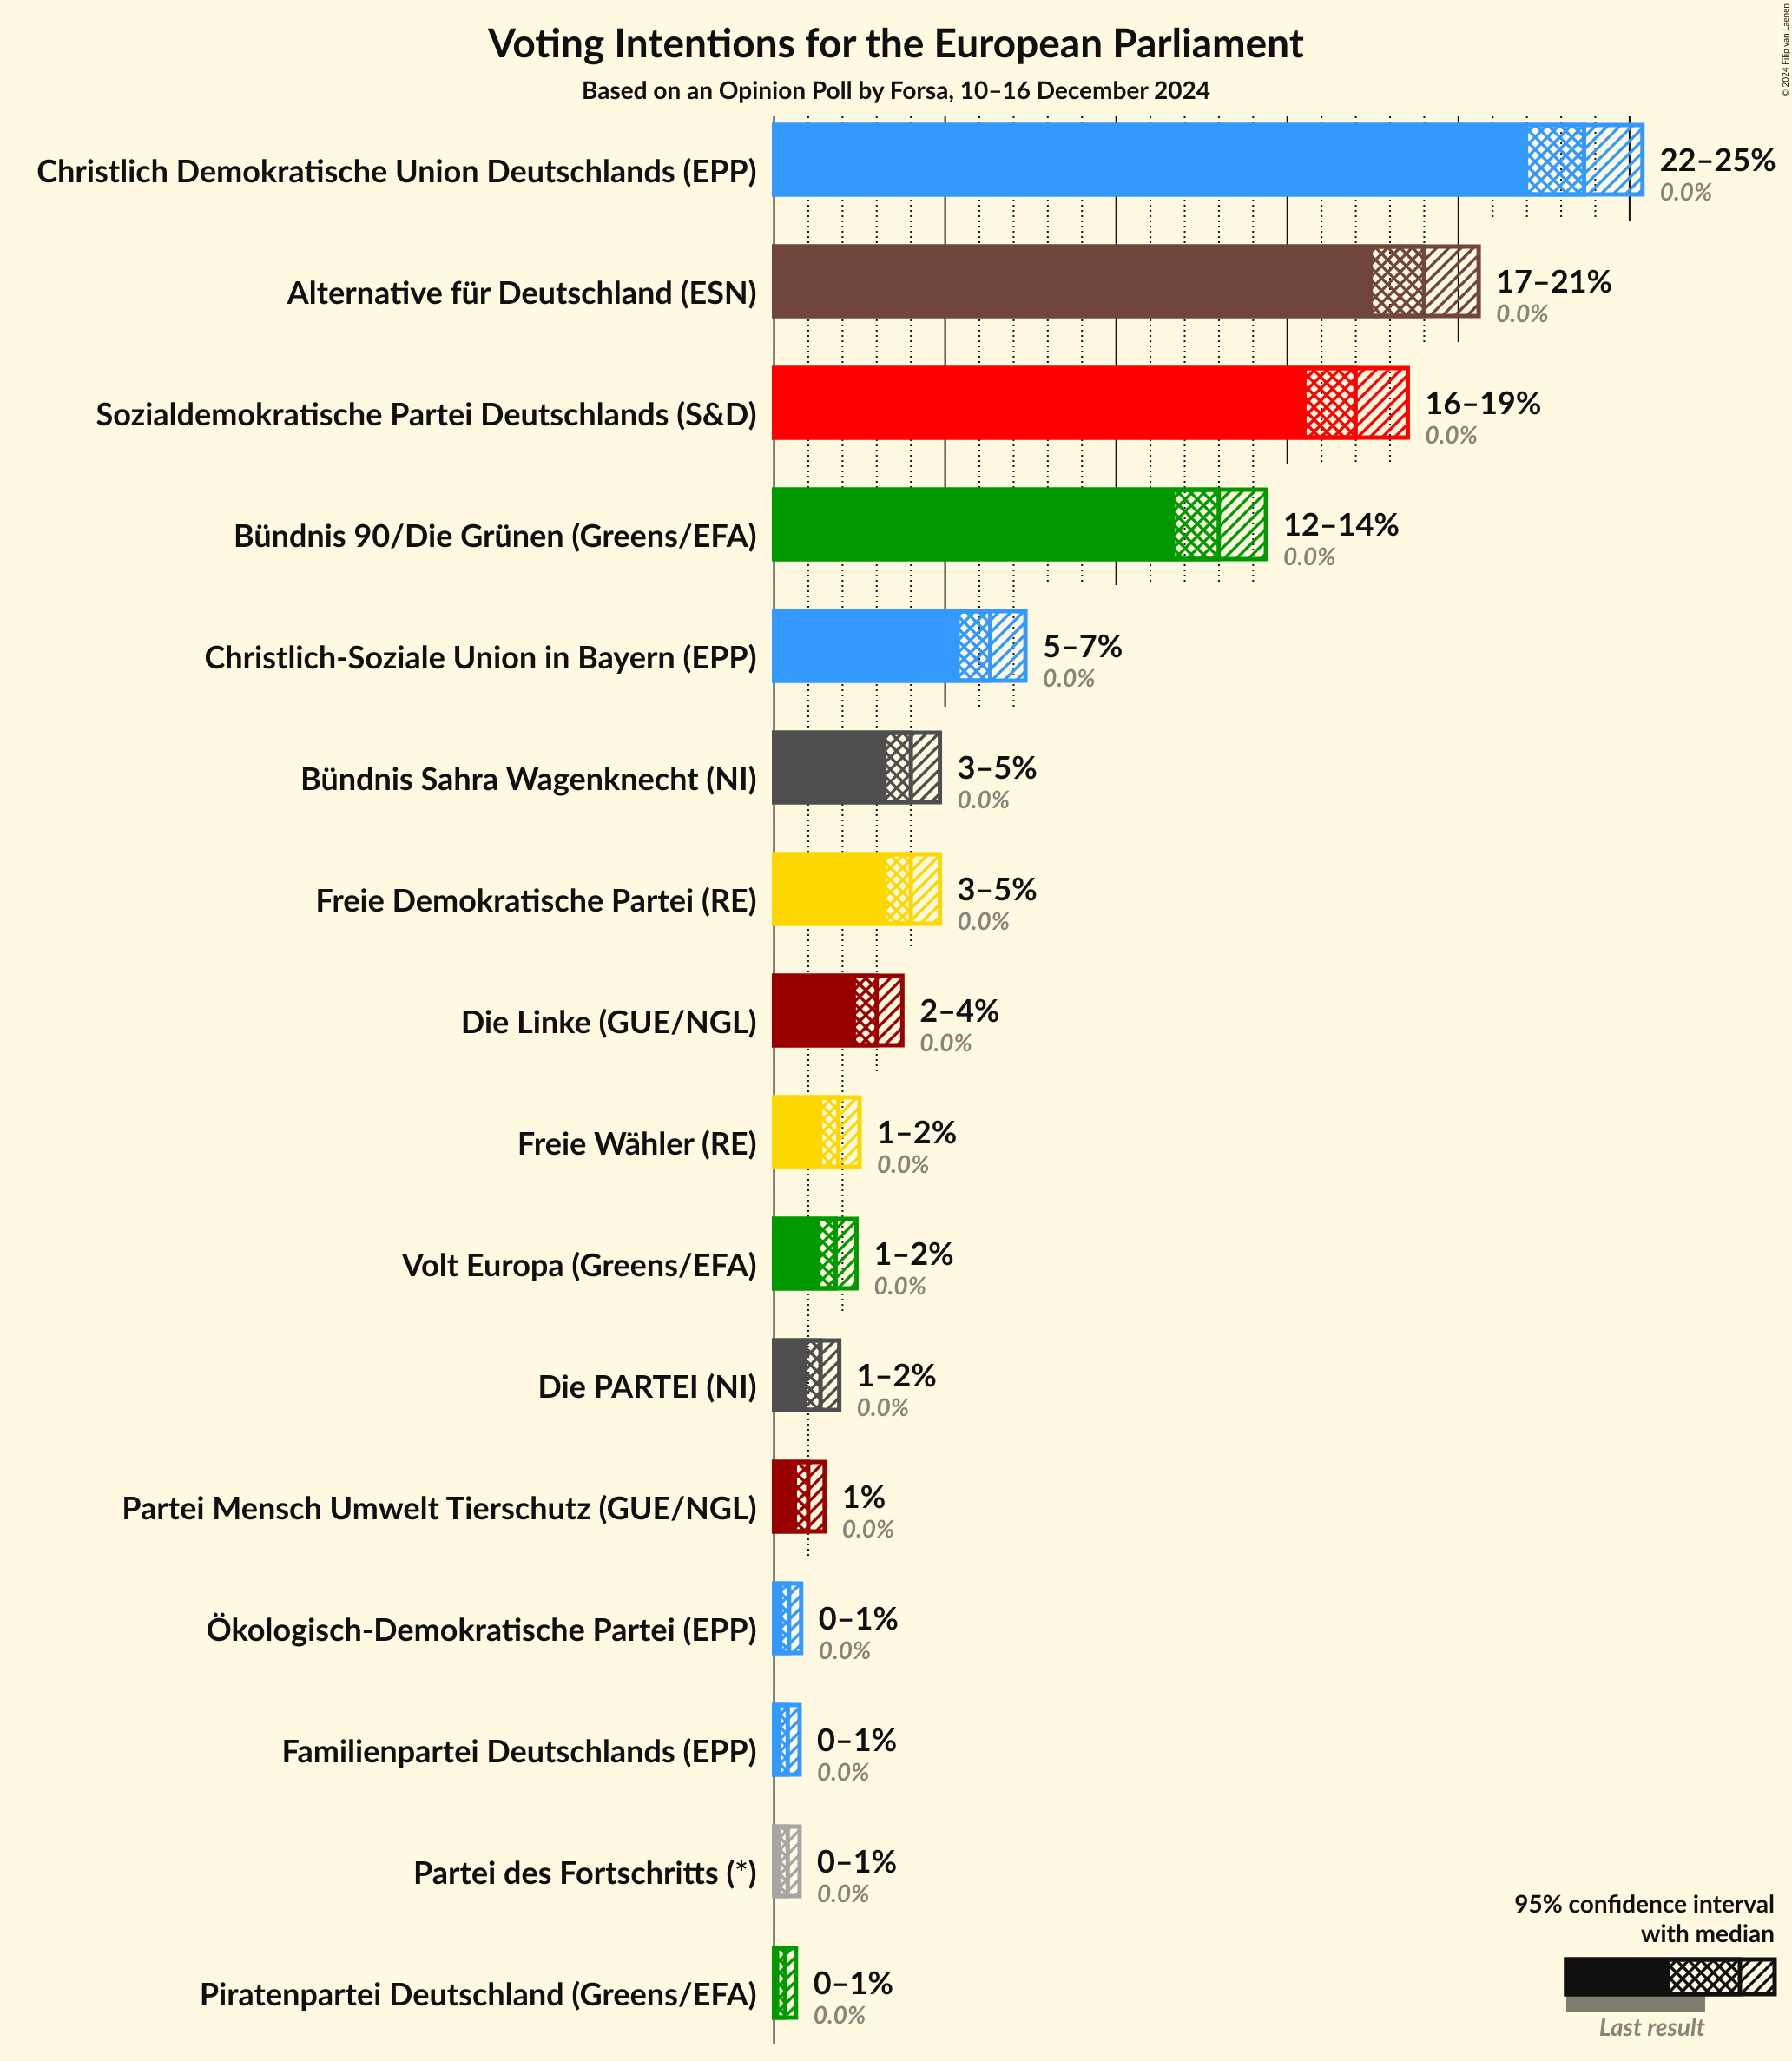 Voting Intentions for the European Parliament
Based on an Opinion Poll by Forsa, 10–16 December 2024
© 2024 Filip van Laenen
Christlich Demokratische Union Deutschlands (EPP)
22–25%
0.0%
Alternative für Deutschland (ESN)
17–21%
0.0%
Sozialdemokratische Partei Deutschlands (S&D)
16–19%
0.0%
Bündnis 90/Die Grünen (Greens/EFA)
12–14%
0.0%
Christlich-Soziale Union in Bayern (EPP)
5–7%
0.0%
Bündnis Sahra Wagenknecht (NI)
3–5%
0.0%
Freie Demokratische Partei (RE)
3–5%
0.0%
Die Linke (GUE/NGL)
2–4%
0.0%
Freie Wähler (RE)
1–2%
0.0%
Volt Europa (Greens/EFA)
1–2%
0.0%
Die PARTEI (NI)
1–2%
0.0%
Partei Mensch Umwelt Tierschutz (GUE/NGL)
1%
0.0%
Ökologisch-Demokratische Partei (EPP)
0–1%
0.0%
Familienpartei Deutschlands (EPP)
0–1%
0.0%
Partei des Fortschritts (*)
0–1%
0.0%
Piratenpartei Deutschland (Greens/EFA)
0–1%
0.0%
95% confidence interval
with median
Last result